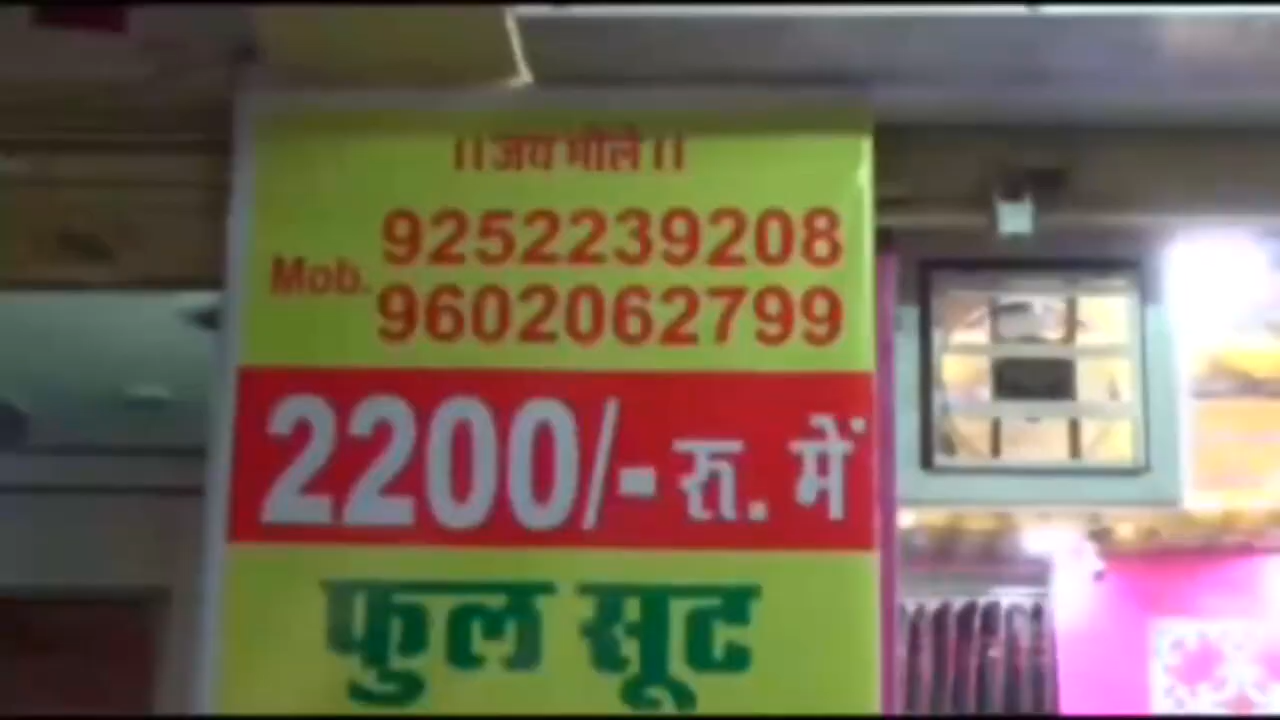 ।। जय भोले ।।
9252239208
Mob.
9602062799
2200/- रु. में
फुल सूट